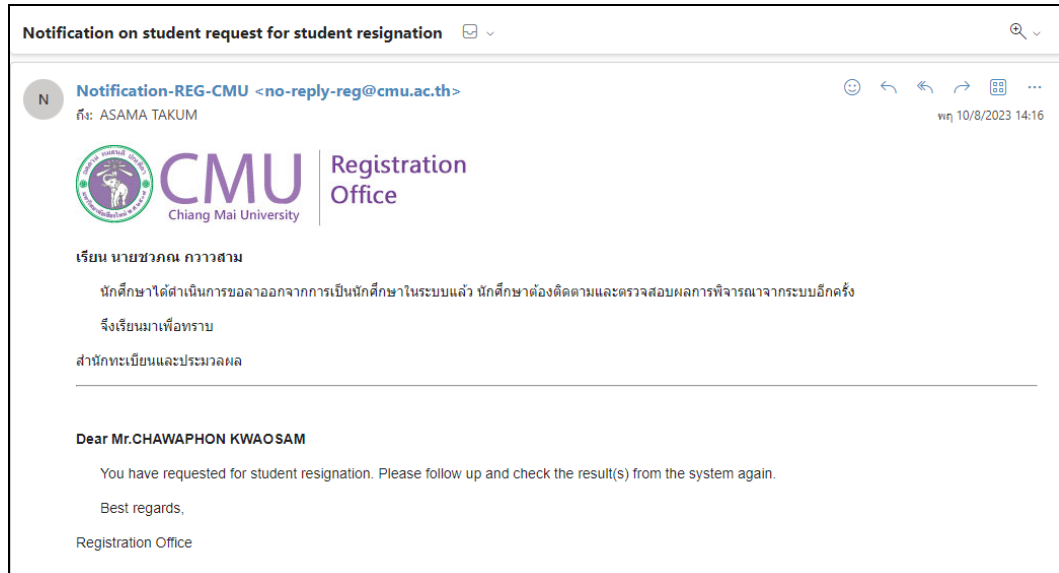 Notification on student request for student resignation
N
Notification-REG-CMU <no-reply-reg@cmu.ac.th>
ถึง: ASAMA TAKUM
พฤ 10/8/2023 14:16
CMU
Chiang Mai University
Registration
Office
เรียน นายชวภณ กวาวสาม
นักศึกษาได้ดำเนินการขอลาออกจากการเป็นนักศึกษาในระบบแล้ว นักศึกษาต้องติดตามและตรวจสอบผลการพิจารณาจากระบบอีกครั้ง
จึงเรียนมาเพื่อทราบ
สำนักทะเบียนและประมวลผล
Dear Mr.CHAWAPHON KWAOSAM
You have requested for student resignation. Please follow up and check the result(s) from the system again.
Best regards,
Registration Office